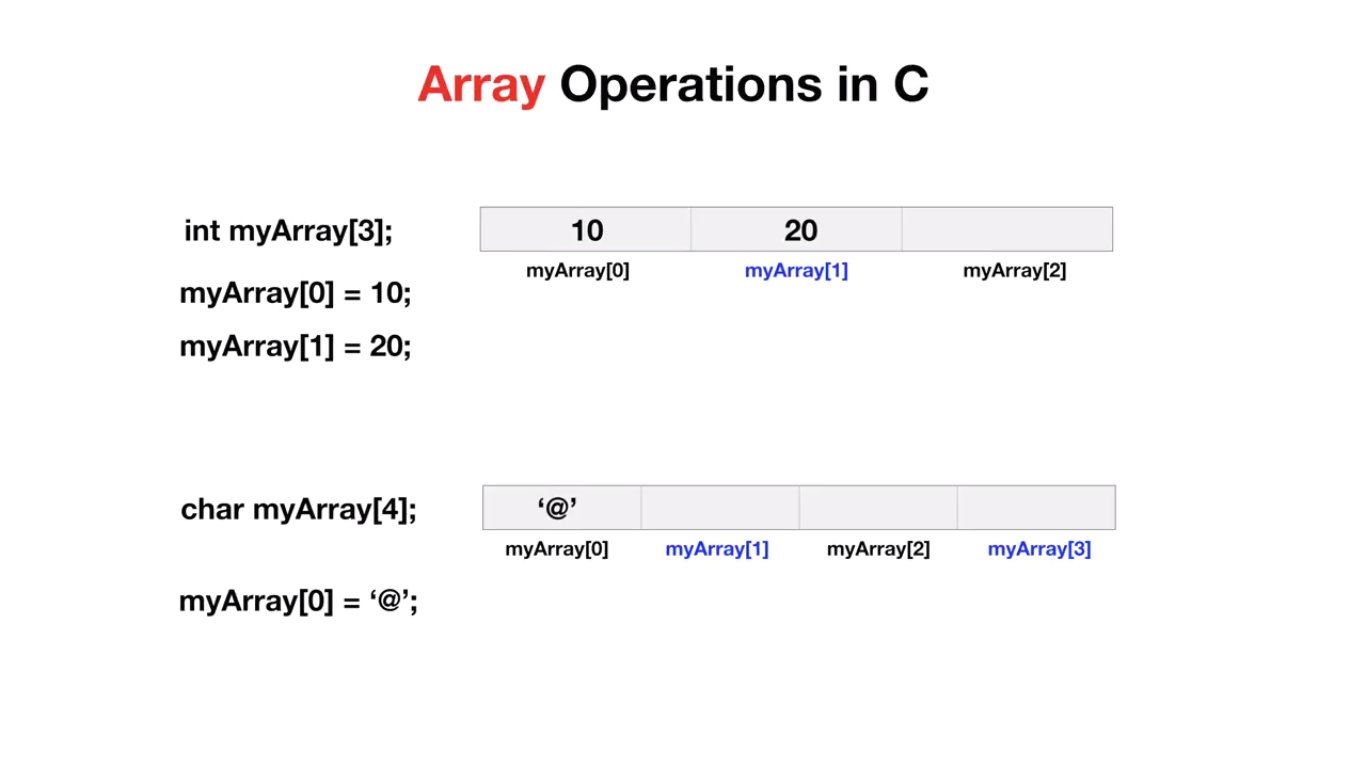 Array Operations in C
int myArray[3];
10 20
myArray[0] myArray[1] myArray[2]
myArray[0] = 10;
myArray[1] = 20;
char myArray[4];
‘@’
myArray[0] myArray[1] myArray[2] myArray[3]
myArray[0] = ‘@’;